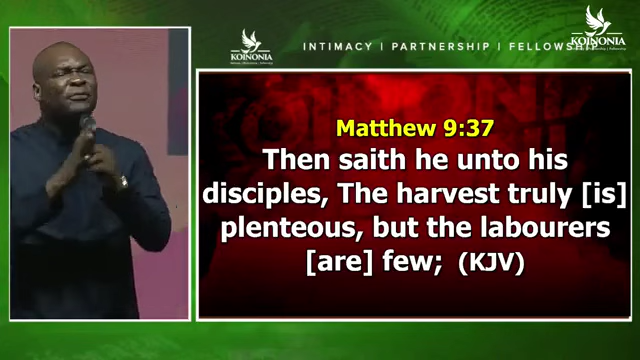 KOINONIA
INTIMACY | PARTNERSHIP | FELLOWSHIP
KOINONIA
Matthew 9:37
Then saith he unto his
disciples, The harvest truly [is]
plenteous, but the labourers
[are] few; (KJV)